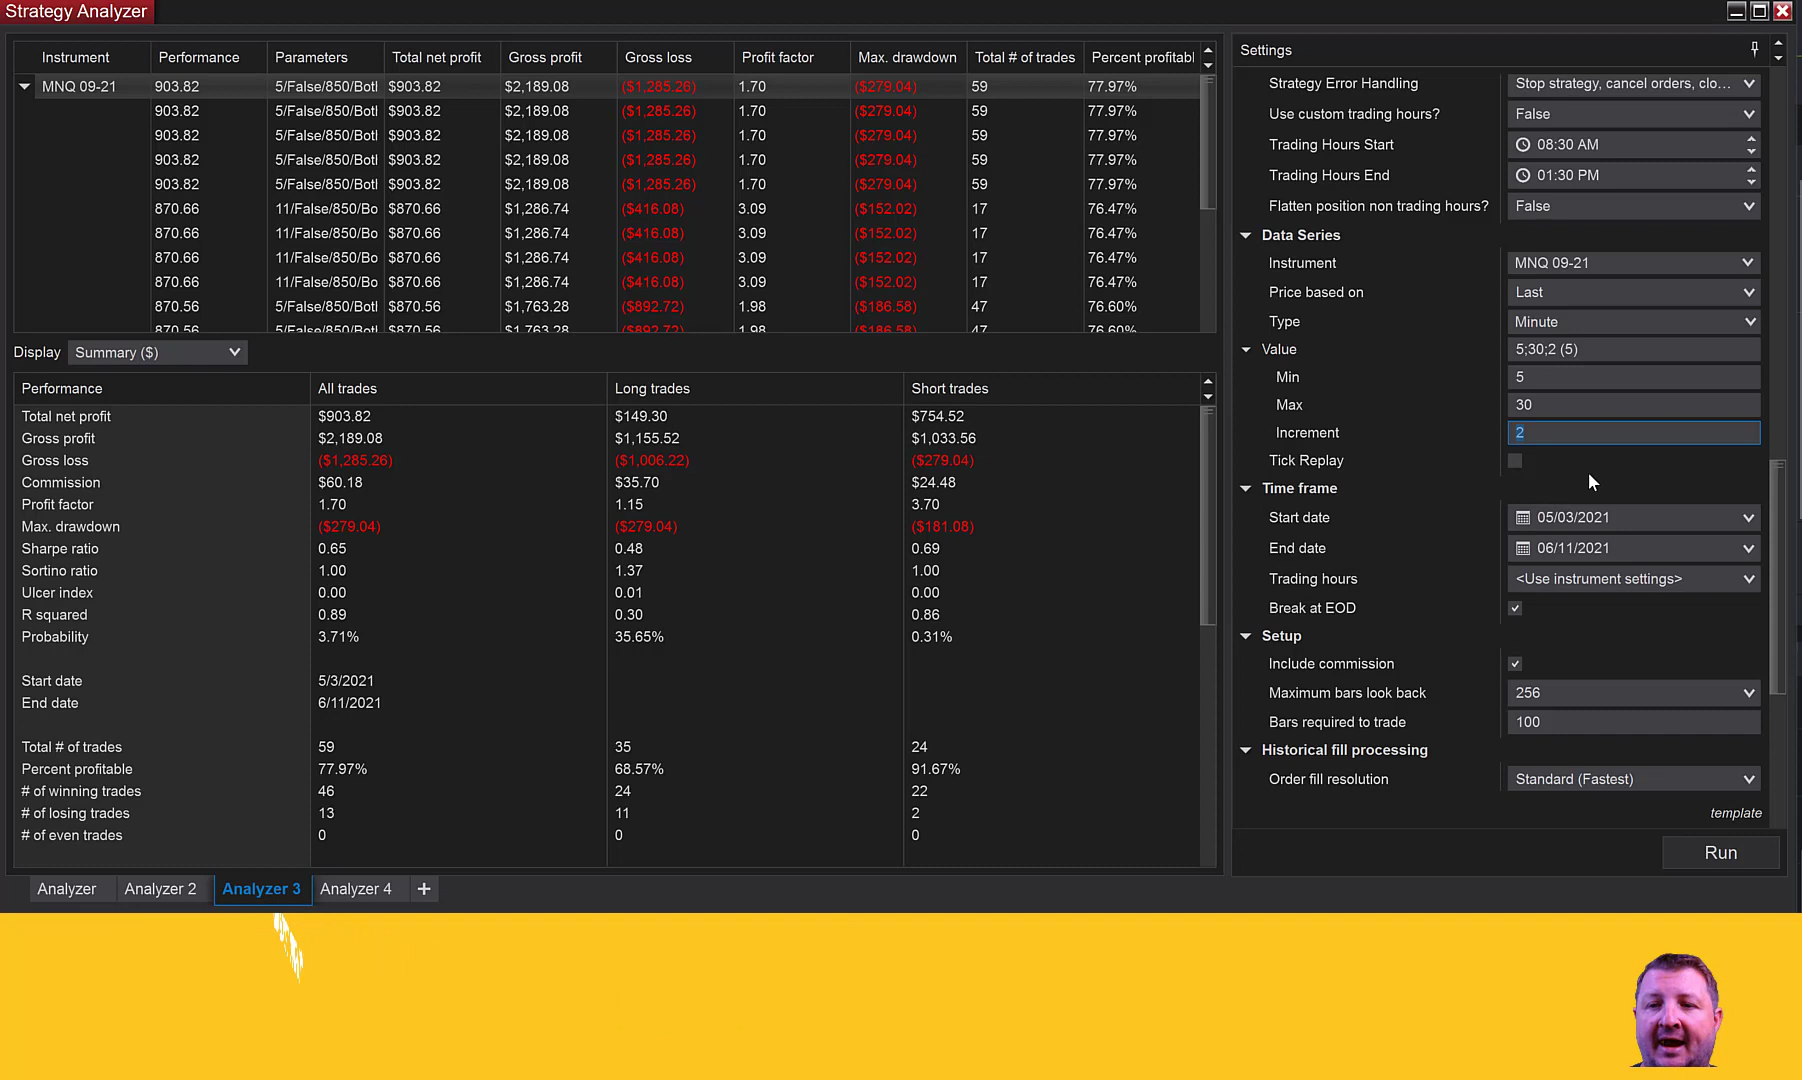 Strategy Analyzer
Instrument Performance Parameters Total net profit Gross profit Gross loss Profit factor Max. drawdown Total # of trades Percent profitabl
MNQ 09-21 903.82 5/False/850/Botl $903.82 $2,189.08 ($1,285.26) 1.70 ($279.04) 59 77.97%
903.82 5/False/850/Botl $903.82 $2,189.08 ($1,285.26) 1.70 ($279.04) 59 77.97%
903.82 5/False/850/Botl $903.82 $2,189.08 ($1,285.26) 1.70 ($279.04) 59 77.97%
903.82 5/False/850/Botl $903.82 $2,189.08 ($1,285.26) 1.70 ($279.04) 59 77.97%
903.82 5/False/850/Botl $903.82 $2,189.08 ($1,285.26) 1.70 ($279.04) 59 77.97%
870.66 11/False/850/Bo $870.66 $1,286.74 ($416.08) 3.09 ($152.02) 17 76.47%
870.66 11/False/850/Bo $870.66 $1,286.74 ($416.08) 3.09 ($152.02) 17 76.47%
870.66 11/False/850/Bo $870.66 $1,286.74 ($416.08) 3.09 ($152.02) 17 76.47%
870.66 11/False/850/Bo $870.66 $1,286.74 ($416.08) 3.09 ($152.02) 17 76.47%
870.56 5/False/850/Botl $870.56 $1,763.28 ($892.72) 1.98 ($186.58) 47 76.60%
870.56 5/False/850/Botl $870.56 $1,763.28 ($892.72) 1.98 ($186.58) 47 76.60%
Display Summary ($)
Performance All trades Long trades Short trades
Total net profit $903.82 $149.30 $754.52
Gross profit $2,189.08 $1,155.52 $1,033.56
Gross loss ($1,285.26) ($1,006.22) ($279.04)
Commission $60.18 $35.70 $24.48
Profit factor 1.70 1.15 3.70
Max. drawdown ($279.04) ($279.04) ($181.08)
Sharpe ratio 0.65 0.48 0.69
Sortino ratio 1.00 1.37 1.00
Ulcer index 0.00 0.01 0.00
R squared 0.89 0.30 0.86
Probability 3.71% 35.65% 0.31%
Start date 5/3/2021
End date 6/11/2021
Total # of trades 59 35 24
Percent profitable 77.97% 68.57% 91.67%
# of winning trades 46 24 22
# of losing trades 13 11 2
# of even trades 0 0 0
Analyzer Analyzer 2 Analyzer 3 Analyzer 4 +
Settings
Strategy Error Handling Stop strategy, cancel orders, clo...
Use custom trading hours? False
Trading Hours Start 08:30 AM
Trading Hours End 01:30 PM
Flatten position non trading hours? False
Data Series
Instrument MNQ 09-21
Price based on Last
Type Minute
Value 5;30;2 (5)
Min 5
Max 30
Increment 2
Tick Replay
Time frame
Start date 05/03/2021
End date 06/11/2021
Trading hours <Use instrument settings>
Break at EOD
Setup
Include commission
Maximum bars look back 256
Bars required to trade 100
Historical fill processing
Order fill resolution Standard (Fastest)
template
Run